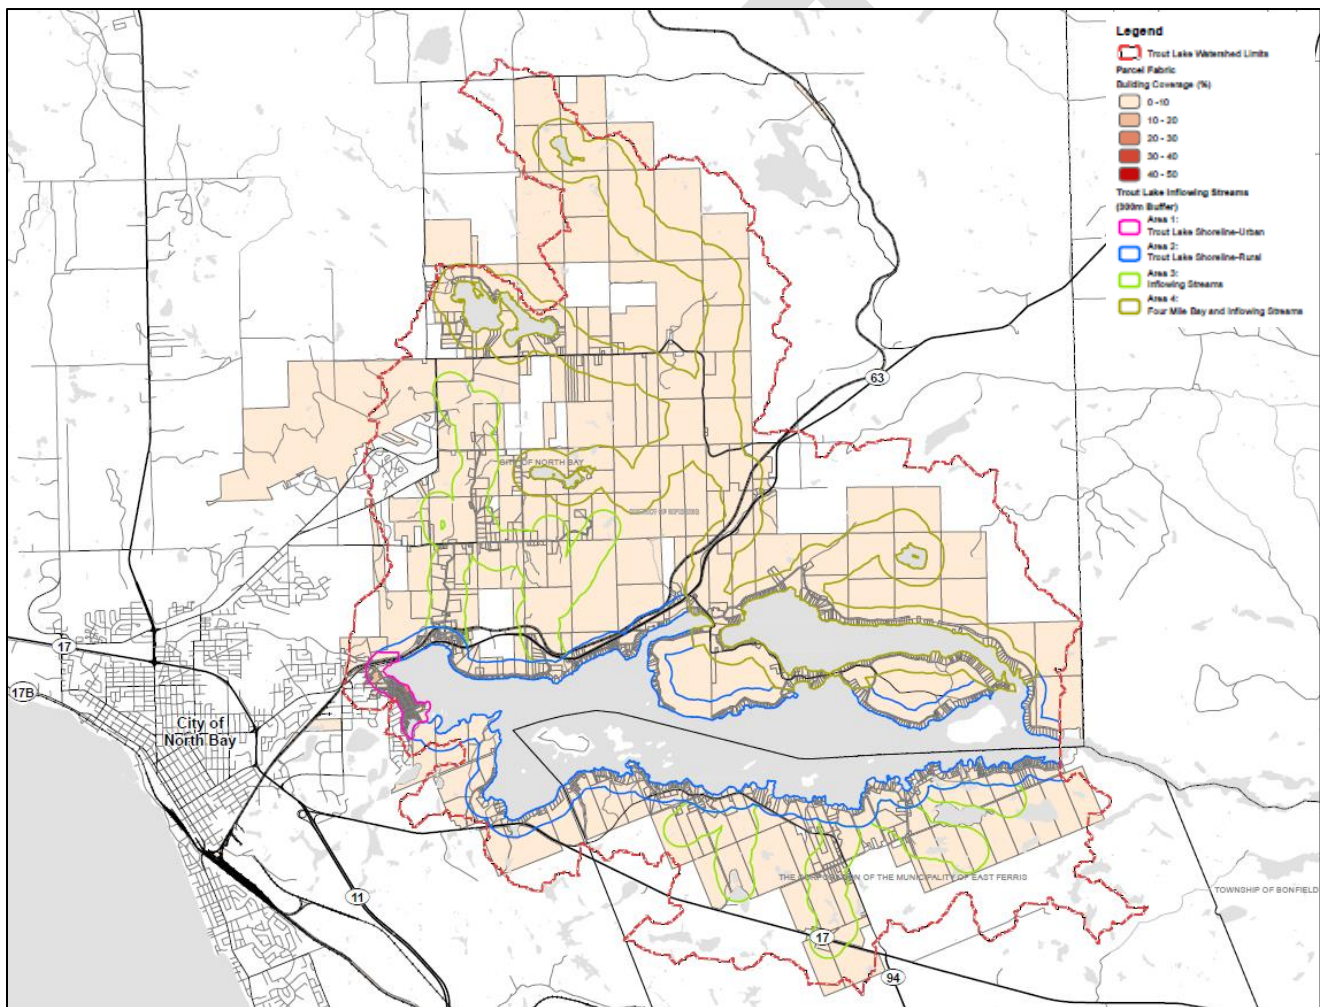 Legend
Trout Lake Watershed Limits
Parcel Fabric
Building Coverage (%)
0 -10
10 - 20
20 - 30
30 - 40
40 - 50
Trout Lake Inflowing Streams
(300m Buffer)
Area 1:
Trout Lake Shoreline-Urban
Area 2:
Trout Lake Shoreline-Rural
Area 3:
Inflowing Streams
Area 4:
Four Mile Bay and Inflowing Streams
63
CITY OF NORTH BAY
17
17B
City of
North Bay
THE CORPORATION OF THE MUNICIPALITY OF EAST FERRIS
TOWNSHIP OF BONFIELD
11
17
94